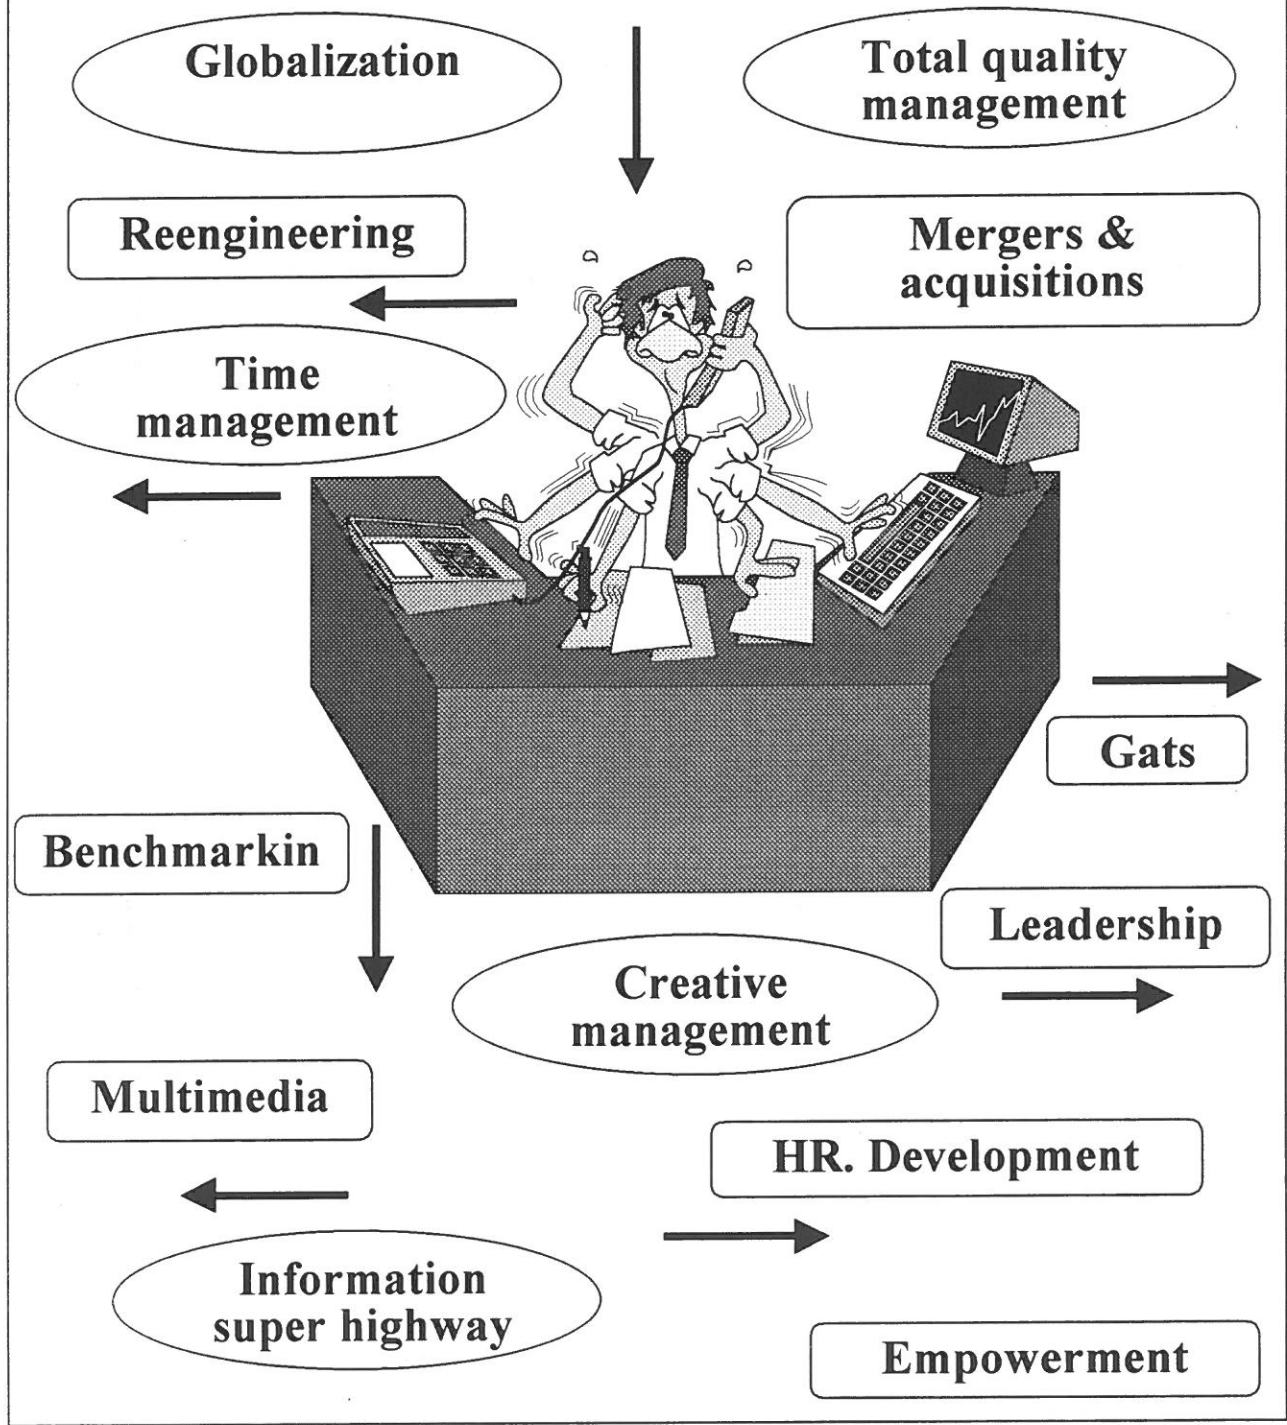 Globalization
Total quality
management
Reengineering
Mergers &
acquisitions
Time
management
Gats
Benchmarkin
Leadership
Creative
management
Multimedia
HR. Development
Information
super highway
Empowerment